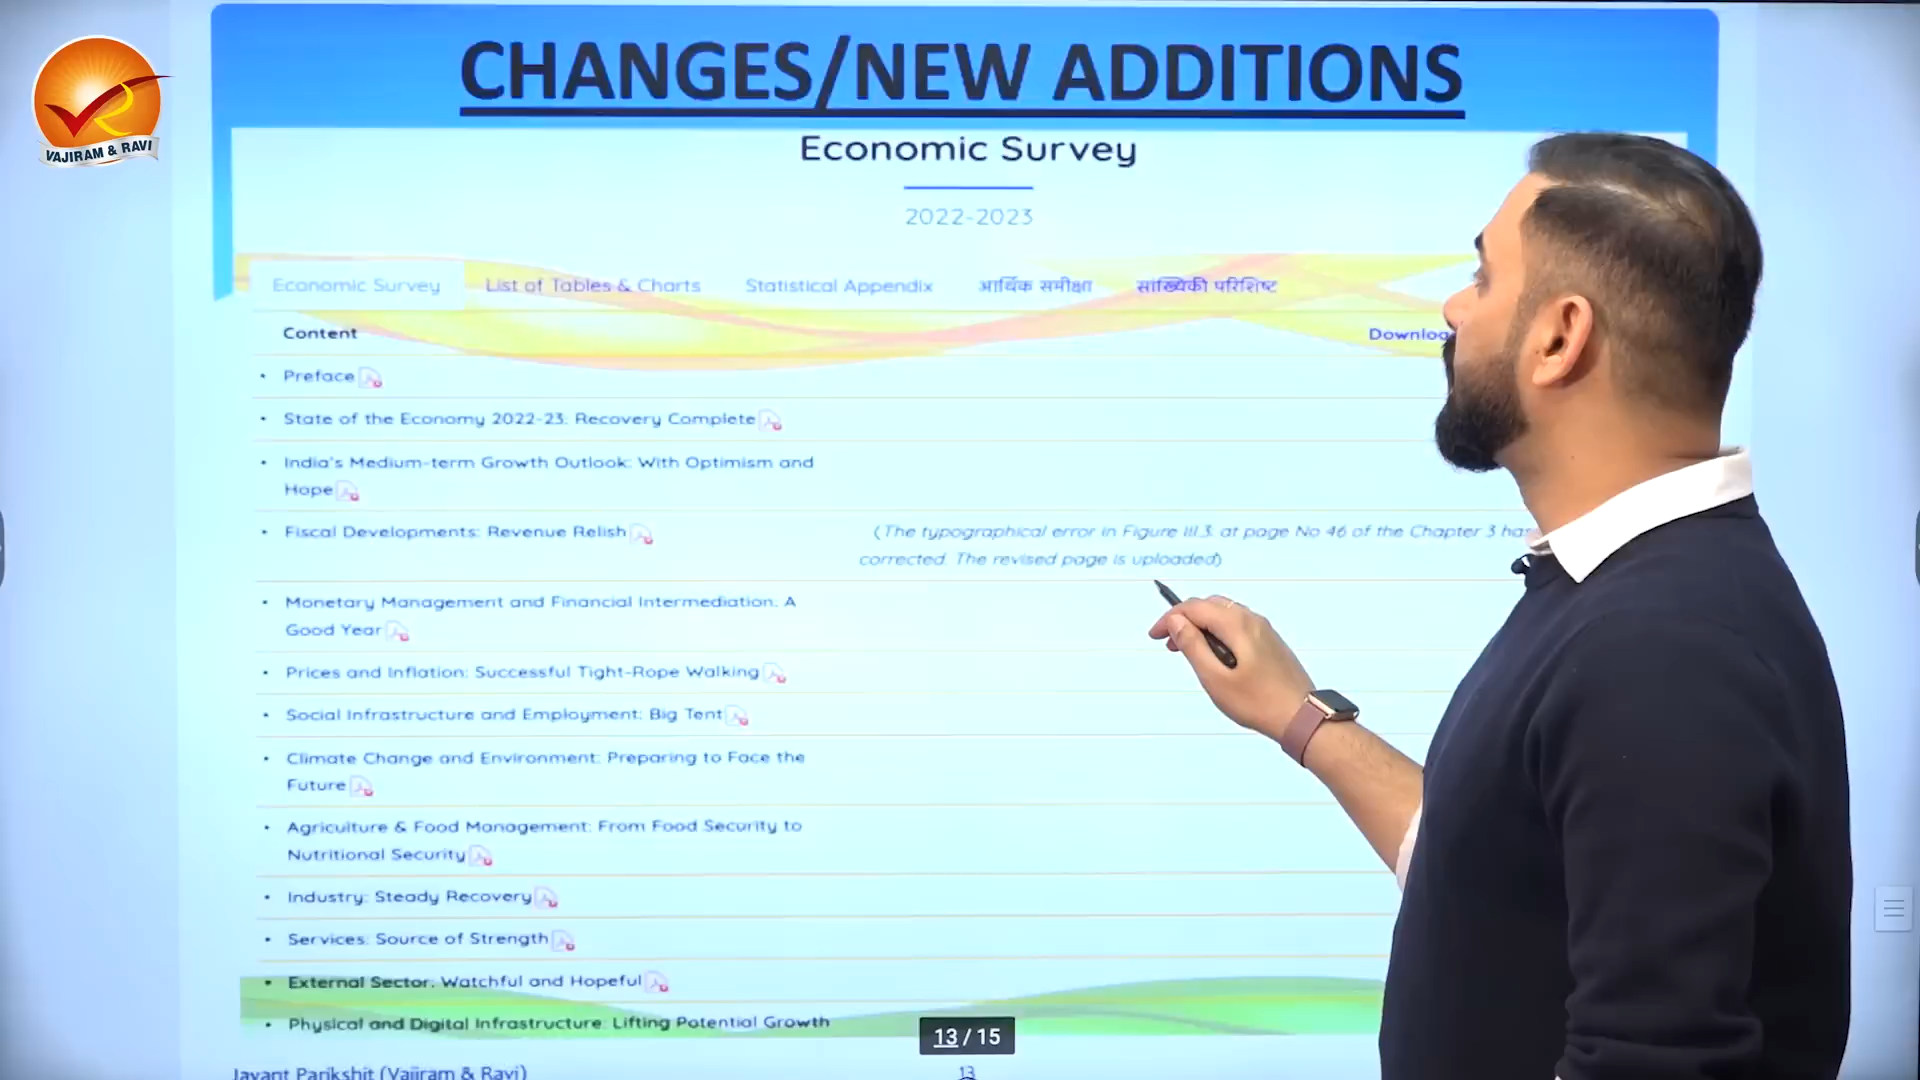 CHANGES/NEW ADDITIONS
VAJIRAM & RAVI
Economic Survey
2022-2023
Economic Survey List of Tables & Charts Statistical Appendix आर्थिक समीक्षा सांख्यिकी परिशिष्ट
Content Downloa
• Preface
• State of the Economy 2022-23: Recovery Complete
• India's Medium-term Growth Outlook: With Optimism and
Hope
• Fiscal Developments: Revenue Relish (The typographical error in Figure III.3. at page No 46 of the Chapter 3 has
corrected. The revised page is uploaded)
• Monetary Management and Financial Intermediation: A
Good Year
• Prices and Inflation: Successful Tight-Rope Walking
• Social Infrastructure and Employment: Big Tent
• Climate Change and Environment: Preparing to Face the
Future
• Agriculture & Food Management: From Food Security to
Nutritional Security
• Industry: Steady Recovery
• Services: Source of Strength
• External Sector: Watchful and Hopeful
• Physical and Digital Infrastructure: Lifting Potential Growth
13 / 15
Jayant Parikshit (Vajiram & Ravi) 13